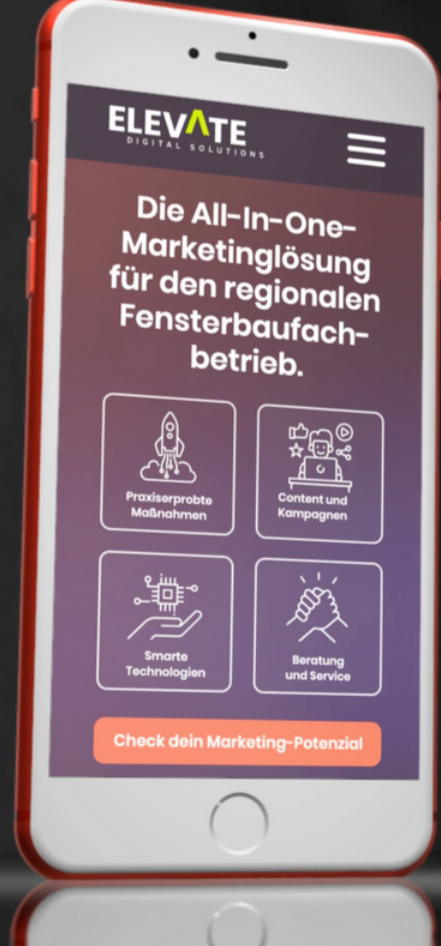 ELEVATE
DIGITAL SOLUTIONS
Die All-In-One-
Marketinglösung
für den regionalen
Fensterbaufach-
betrieb.
Praxiserprobte
Maßnahmen
Content und
Kampagnen
Smarte
Technologien
Beratung
und Service
Check dein Marketing-Potenzial